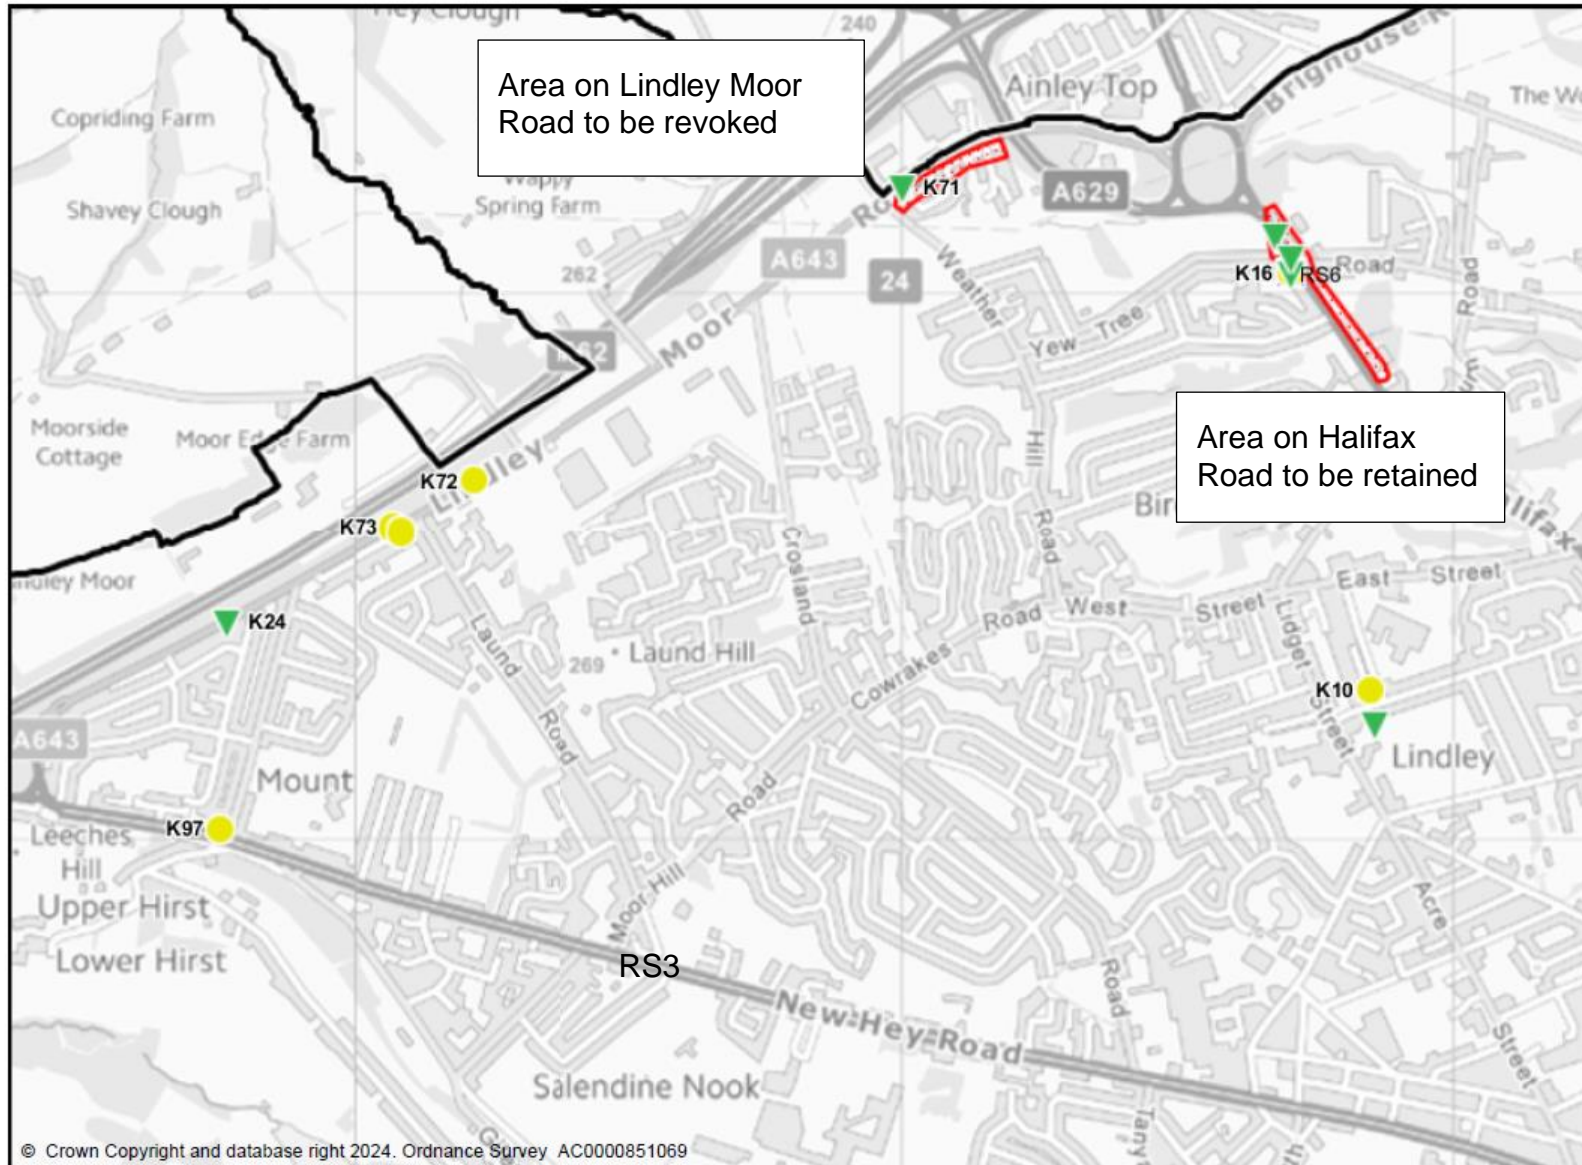 240
Area on Lindley Moor
Road to be revoked
Ainley Top
Copriding Farm
Shavey Clough
Wappy
Spring Farm
K71
A629
A643
262
24
Weather
Hill
Road
K16
RS6
Road
Road
Yew Tree
Moor
Moorside
Cottage
Moor Edge Farm
Area on Halifax
Road to be retained
K72
Lindley
K73
K24
Crosland
East Street
Road West Street
Lidget
Street
Laund
Road
269
Laund Hill
Cowrakes
Road
K10
Lindley
A643
Mount
K97
Leeches
Hill
Upper Hirst
Lower Hirst
Moor Hill
RS3
New Hey Road
Road
Acre
Street
Salendine Nook
© Crown Copyright and database right 2024. Ordnance Survey AC0000851069